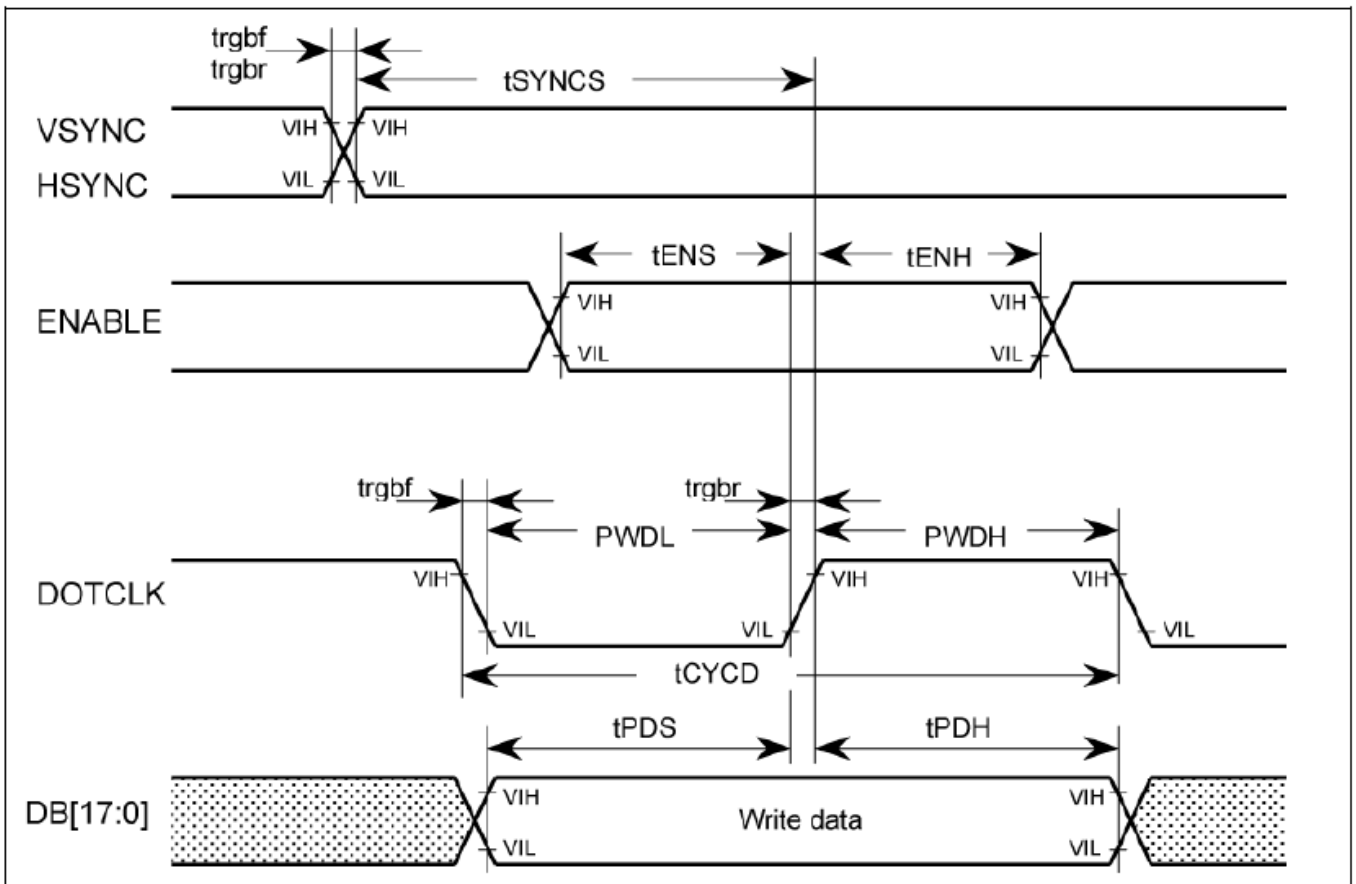 trgbf
trgbr
tSYNCS
VSYNC
VIH
VIH
HSYNC
VIL
VIL
tENS
tENH
ENABLE
VIH
VIH
VIL
VIL
trgbf
trgbr
PWDL
PWDH
DOTCLK
VIH
VIH
VIH
VIL
VIL
VIL
tCYCD
tPDS
tPDH
DB[17:0]
VIH
Write data
VIH
VIL
VIL